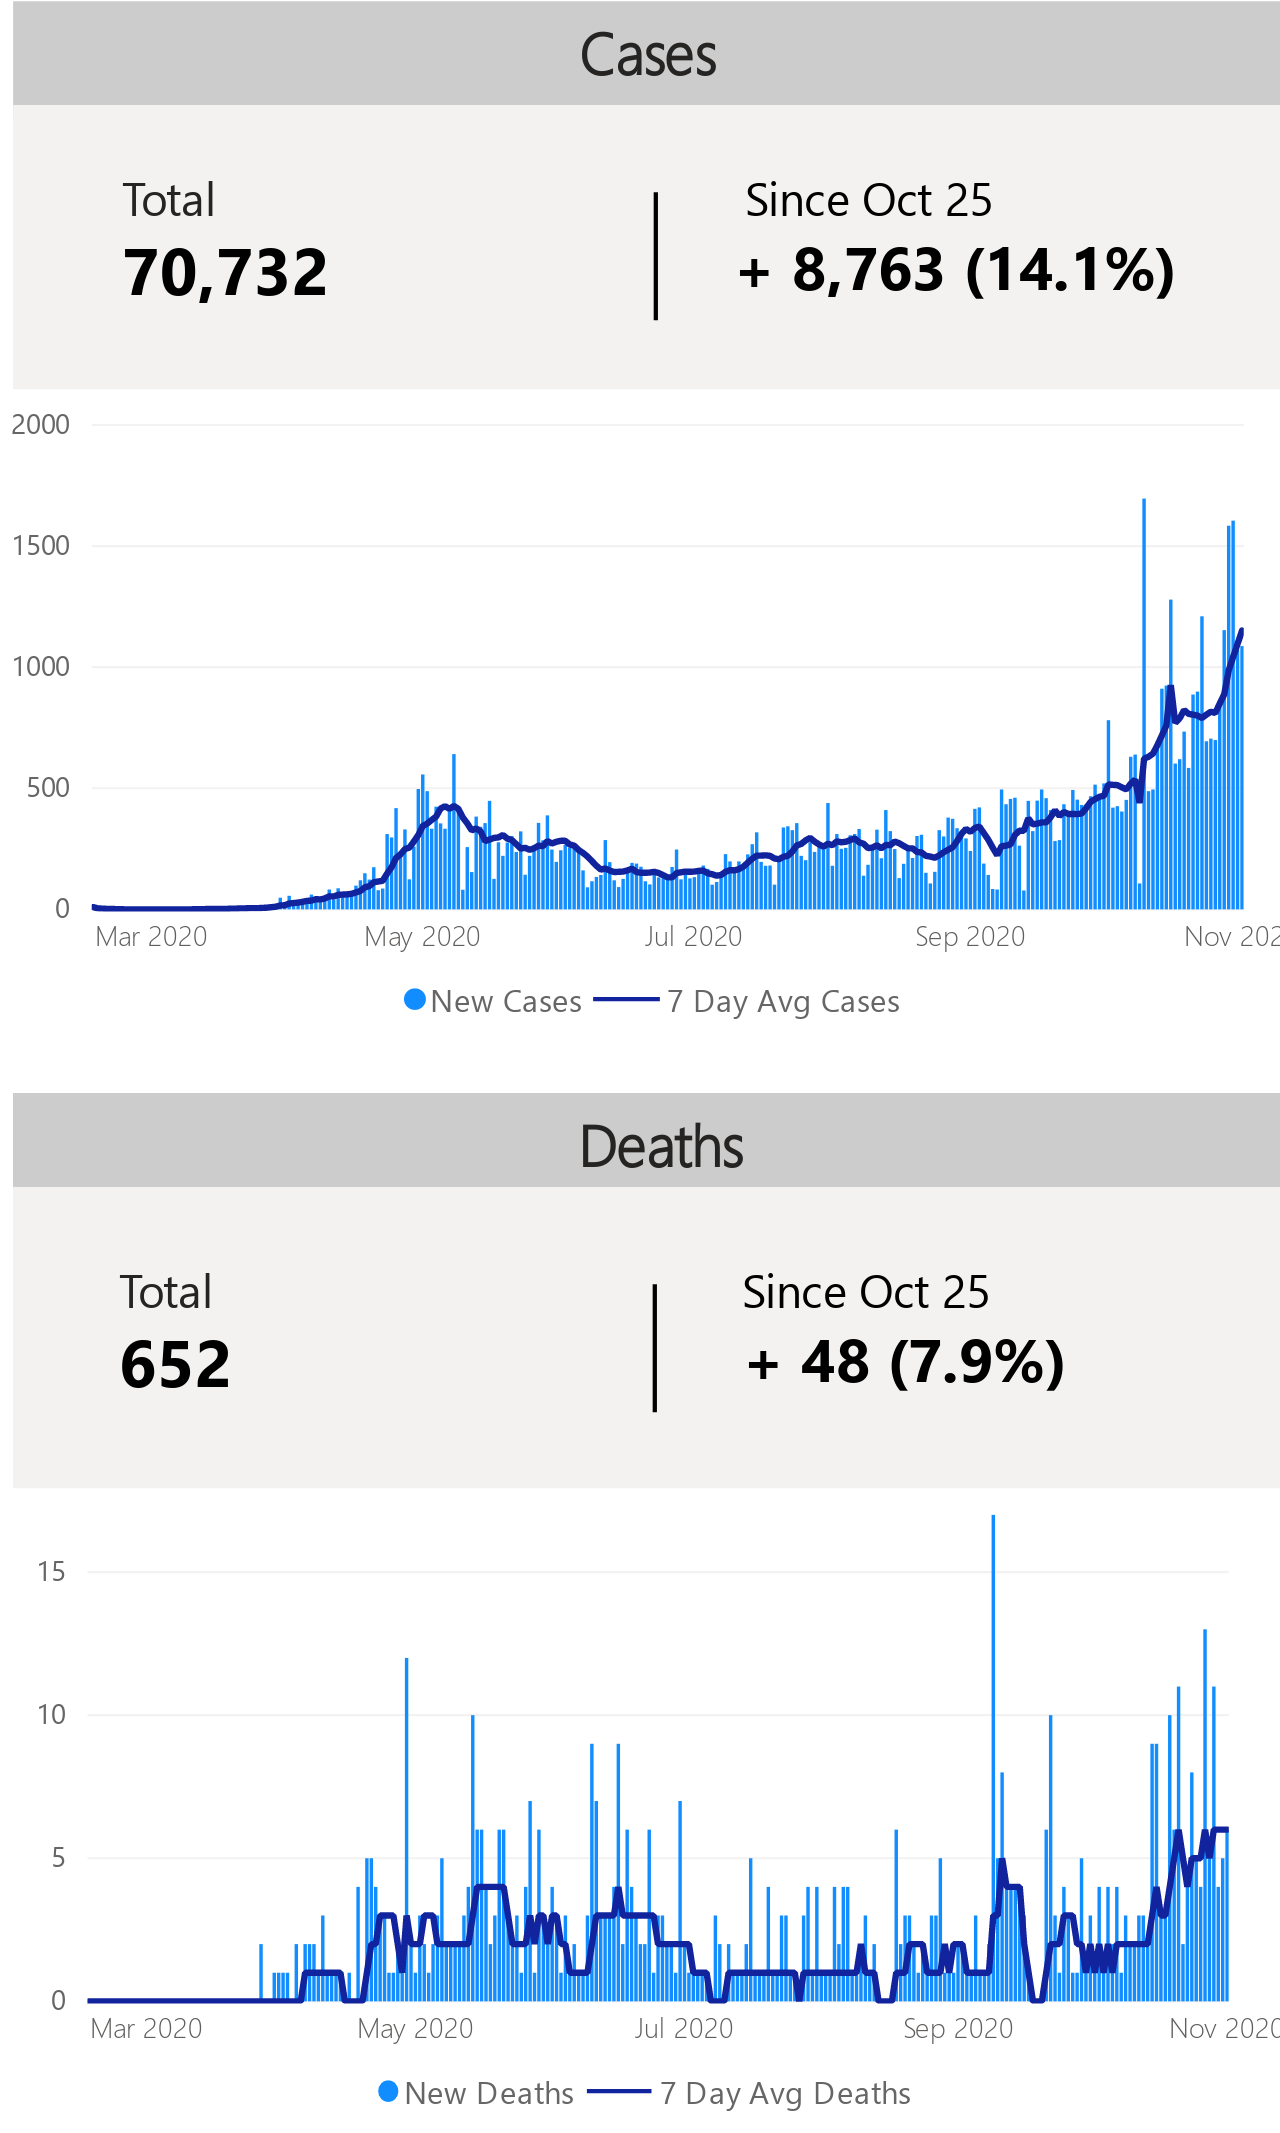 Cases
Total
Since Oct 25
70,732
+ 8,763 (14.1%)
2000
1500
1000
500
0
Mar 2020 May 2020 Jul 2020 Sep 2020 Nov 202
New Cases 7 Day Avg Cases
Deaths
Total
Since Oct 25
652
+ 48 (7.9%)
15
10
5
0
Mar 2020 May 2020 Jul 2020 Sep 2020 Nov 2020
New Deaths 7 Day Avg Deaths